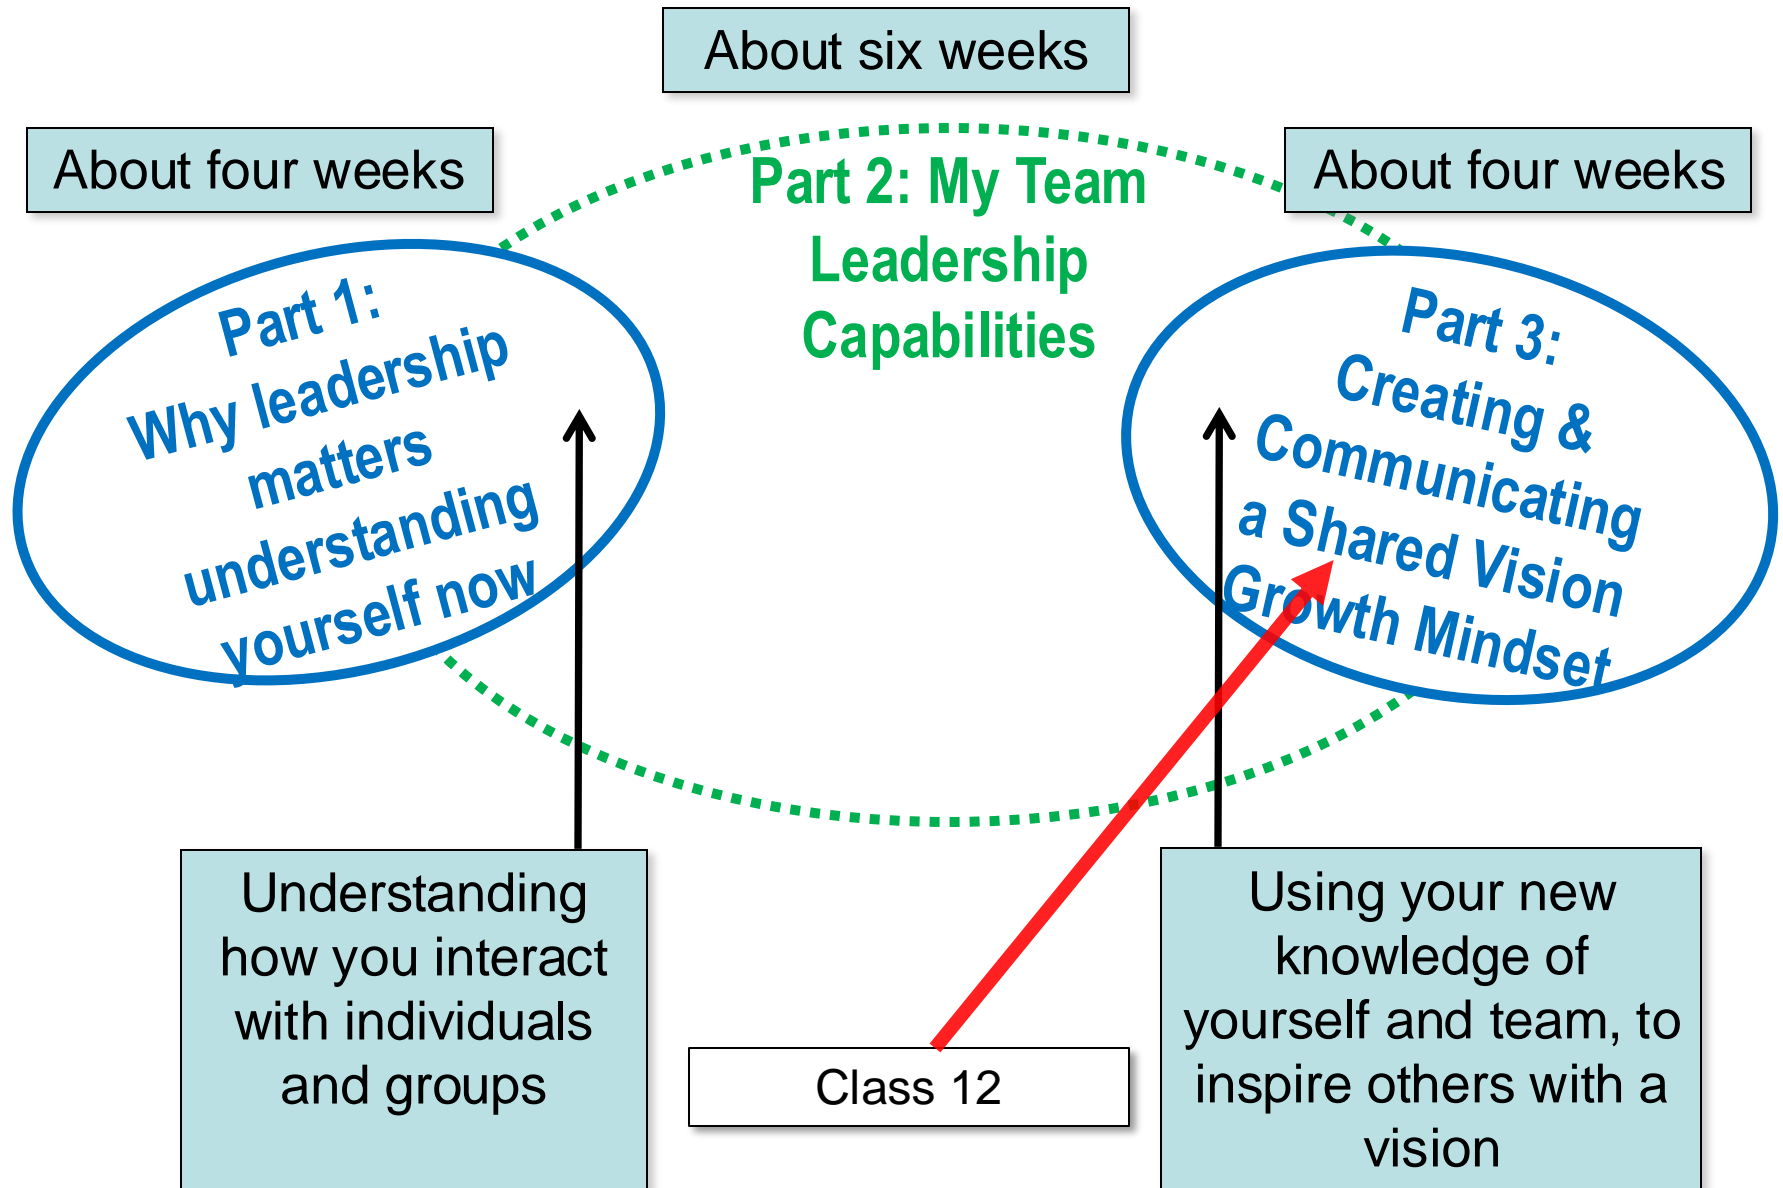 About six weeks
About four weeks
About four weeks
Part 2: My Team
Leadership
Capabilities
Part 1:
Why leadership
matters
understanding
yourself now
Part 3:
Creating &
Communicating
a Shared Vision
Growth Mindset
Understanding
how you interact
with individuals
and groups
Class 12
Using your new
knowledge of
yourself and team, to
inspire others with a
vision